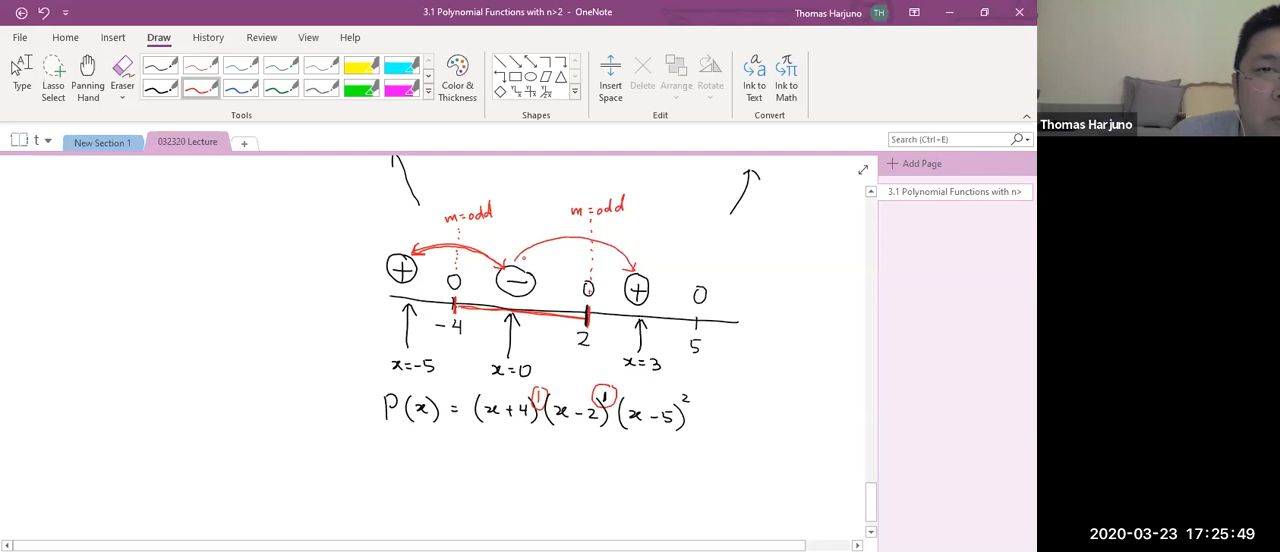 3.1 Polynomial Functions with n>2 - OneNote
Thomas Harjuno TH
File Home Insert Draw History Review View Help
Type Lasso Select Panning Hand Eraser Color & Thickness Insert Space Delete Arrange Rotate Ink to Text Ink to Math
Tools Shapes Edit Convert
t New Section 1 032320 Lecture Search (Ctrl+E)
Add Page
3.1 Polynomial Functions with n>
Thomas Harjuno
m=odd m=odd
+ 0 − 0 + 0
-4 2 5
x=-5 x=0 x=3
P(x) = (x+4)¹(x-2)¹(x-5)²
2020-03-23 17:25:49